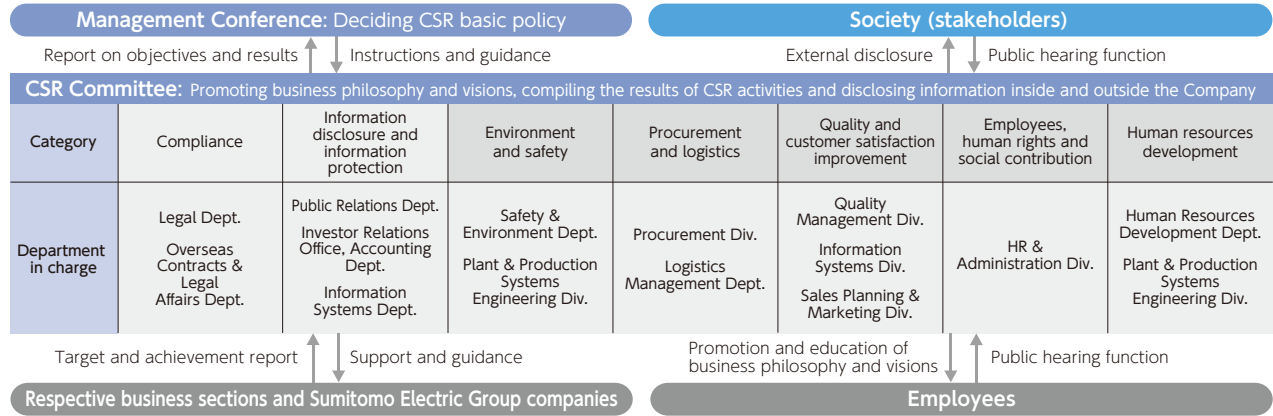 Management Conference: Deciding CSR basic policy
Society (stakeholders)
Report on objectives and results
Instructions and guidance
External disclosure
Public hearing function
CSR Committee: Promoting business philosophy and visions, compiling the results of CSR activities and disclosing information inside and outside the Company
Category
Compliance
Information
disclosure and
information
protection
Environment
and safety
Procurement
and logistics
Quality and
customer satisfaction
improvement
Employees,
human rights and
social contribution
Human resources
development
Department
in charge
Legal Dept.
Overseas
Contracts &
Legal
Affairs Dept.
Public Relations Dept.
Investor Relations
Office, Accounting
Dept.
Information
Systems Dept.
Safety &
Environment Dept.
Plant & Production
Systems
Engineering Div.
Procurement Div.
Logistics
Management Dept.
Quality
Management Div.
Information
Systems Div.
Sales Planning &
Marketing Div.
HR &
Administration Div.
Human Resources
Development Dept.
Plant & Production
Systems
Engineering Div.
Target and achievement report
Support and guidance
Promotion and education of
business philosophy and visions
Public hearing function
Respective business sections and Sumitomo Electric Group companies
Employees